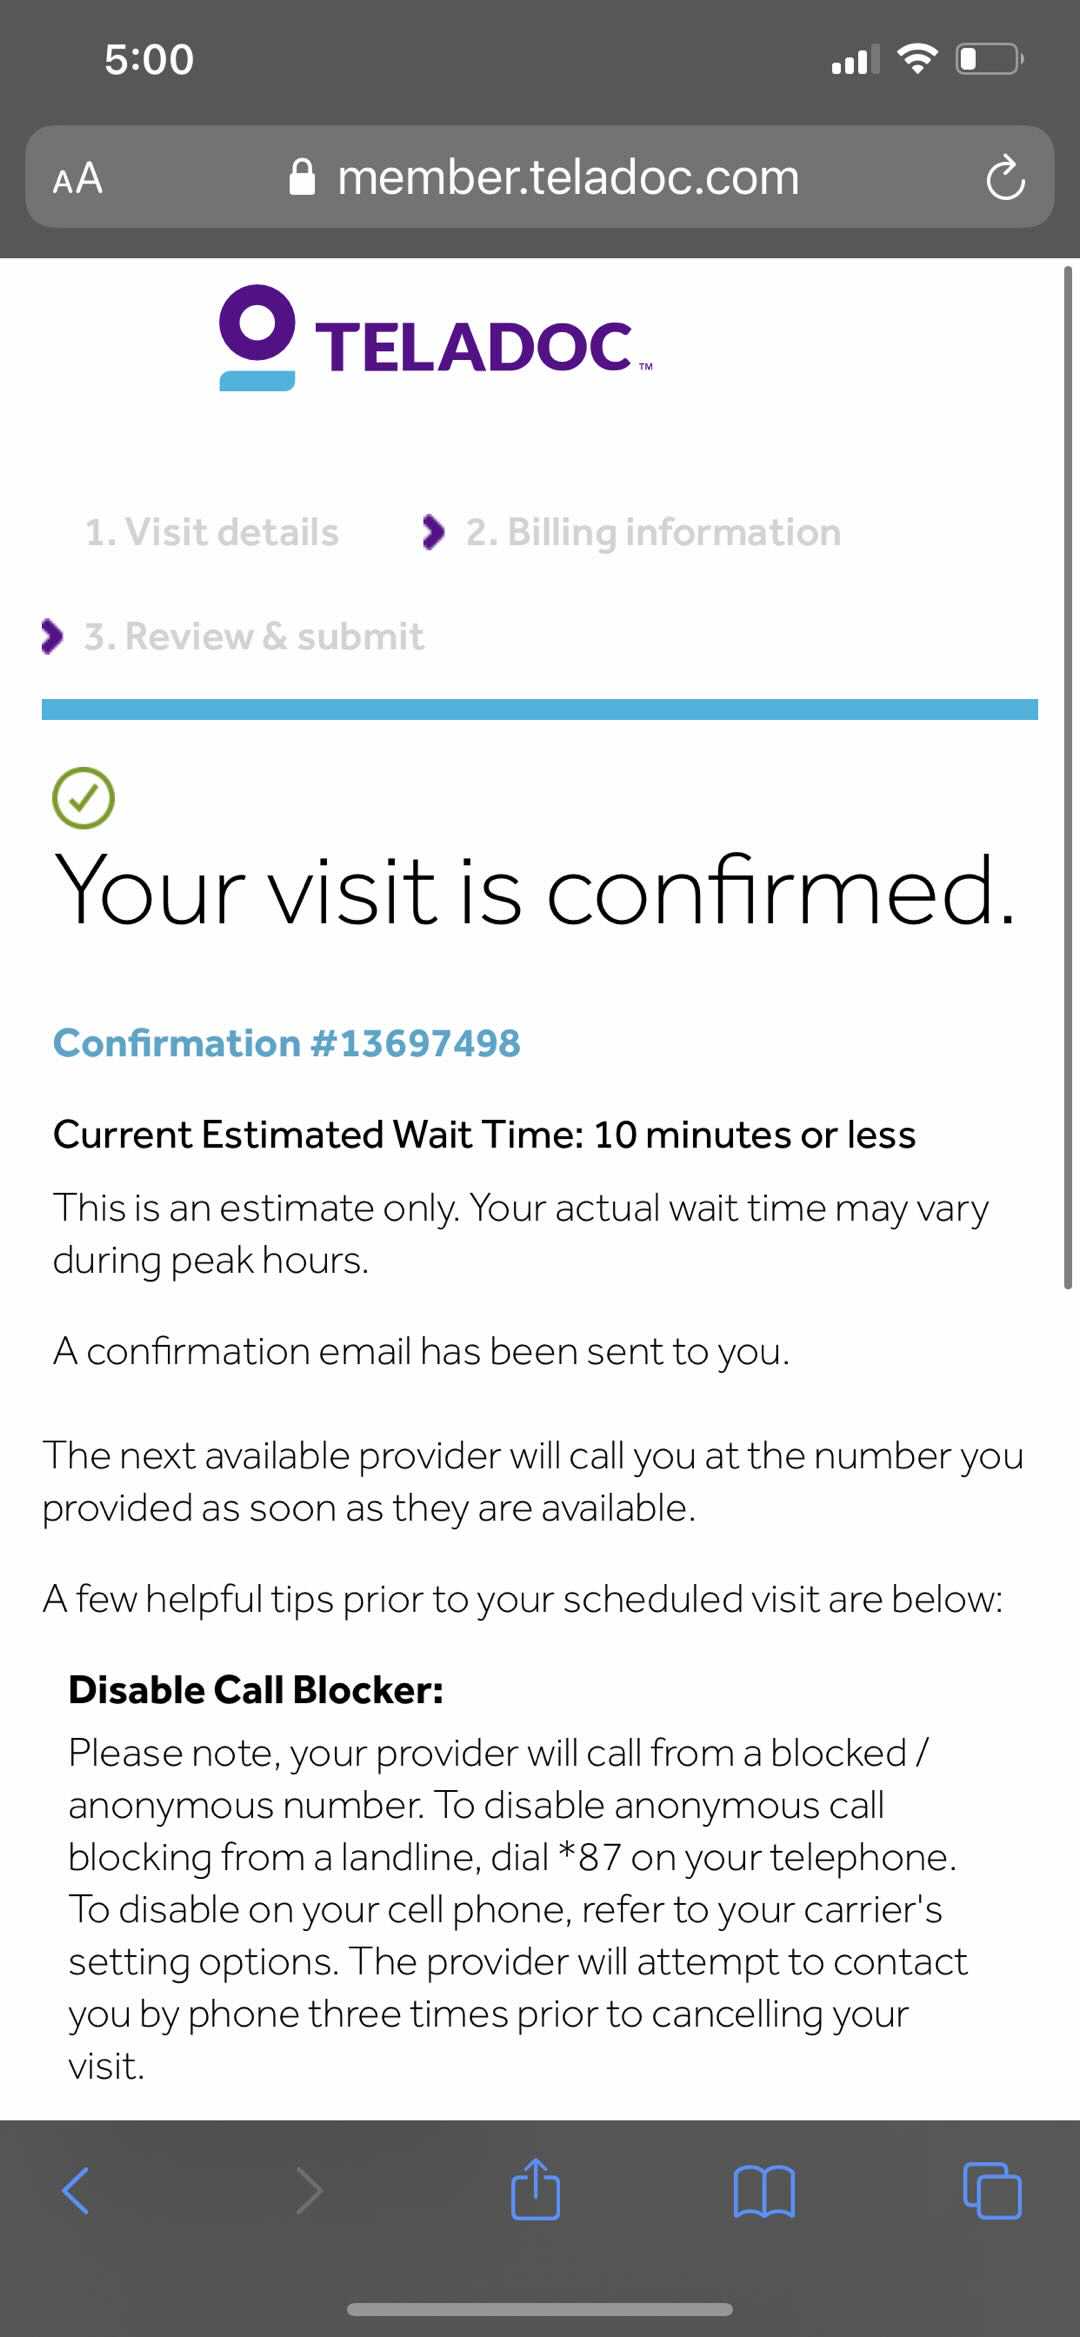 5:00
AA member.teladoc.com
TELADOC™
1. Visit details 2. Billing information
3. Review & submit
Your visit is confirmed.
Confirmation #13697498
Current Estimated Wait Time: 10 minutes or less
This is an estimate only. Your actual wait time may vary
during peak hours.
A confirmation email has been sent to you.
The next available provider will call you at the number you
provided as soon as they are available.
A few helpful tips prior to your scheduled visit are below:
Disable Call Blocker:
Please note, your provider will call from a blocked /
anonymous number. To disable anonymous call
blocking from a landline, dial *87 on your telephone.
To disable on your cell phone, refer to your carrier's
setting options. The provider will attempt to contact
you by phone three times prior to cancelling your
visit.